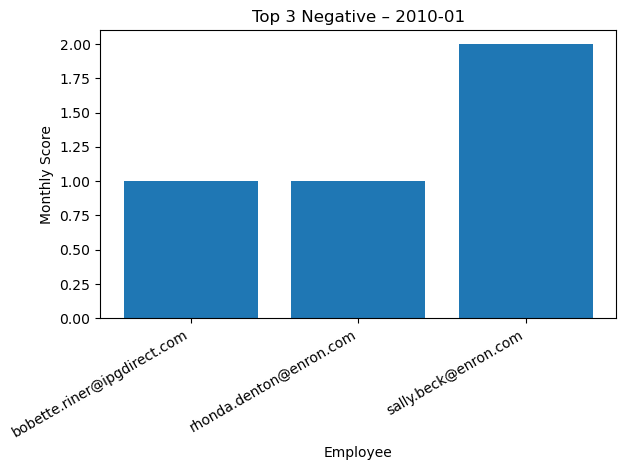 Top 3 Negative – 2010-01
Monthly Score
2.00
1.75
1.50
1.25
1.00
0.75
0.50
0.25
0.00
bobette.riner@ipgdirect.com
rhonda.denton@enron.com
sally.beck@enron.com
Employee